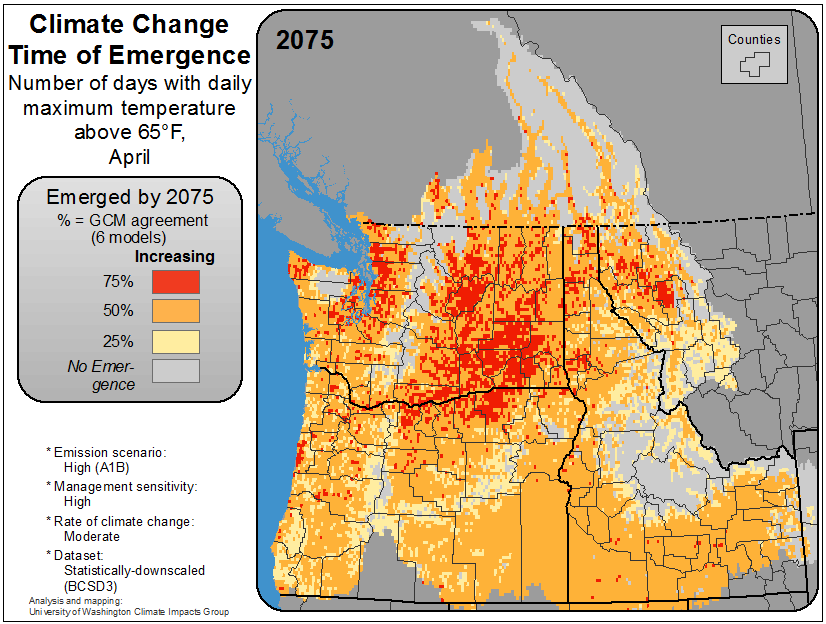 Climate Change
Time of Emergence
Number of days with daily
maximum temperature
above 65°F,
April
Emerged by 2075
% = GCM agreement
(6 models)
Increasing
75%
50%
25%
No Emer-
gence
* Emission scenario:
High (A1B)
* Management sensitivity:
High
* Rate of climate change:
Moderate
* Dataset:
Statistically-downscaled
(BCSD3)
Analysis and mapping:
University of Washington Climate Impacts Group
2075
Counties